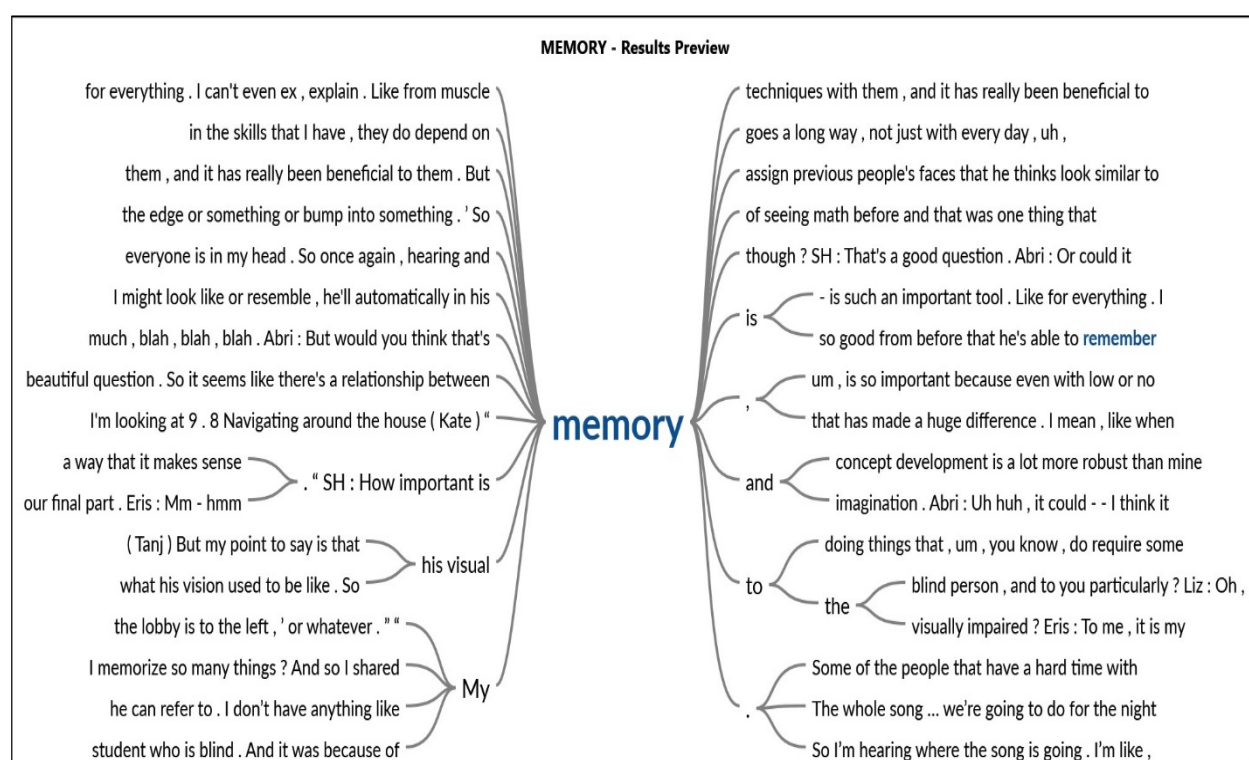 MEMORY - Results Preview
for everything . I can't even ex , explain . Like from muscle
in the skills that I have , they do depend on
them , and it has really been beneficial to them . But
the edge or something or bump into something . ’ So
everyone is in my head . So once again , hearing and
I might look like or resemble , he'll automatically in his
much , blah , blah , blah . Abri : But would you think that's
beautiful question . So it seems like there's a relationship between
I'm looking at 9 . 8 Navigating around the house ( Kate ) “
a way that it makes sense
our final part . Eris : Mm - hmm
. “ SH : How important is
( Tanj ) But my point to say is that
what his vision used to be like . So
his visual
the lobby is to the left , ’ or whatever . ” “
I memorize so many things ? And so I shared
he can refer to . I don’t have anything like
student who is blind . And it was because of
My
memory
techniques with them , and it has really been beneficial to
goes a long way , not just with every day , uh ,
assign previous people's faces that he thinks look similar to
of seeing math before and that was one thing that
though ? SH : That's a good question . Abri : Or could it
is
- is such an important tool . Like for everything . I
so good from before that he's able to remember
,
um , is so important because even with low or no
that has made a huge difference . I mean , like when
and
concept development is a lot more robust than mine
imagination . Abri : Uh huh , it could - - I think it
to
doing things that , um , you know , do require some
the
blind person , and to you particularly ? Liz : Oh ,
visually impaired ? Eris : To me , it is my
.
Some of the people that have a hard time with
The whole song ... we’re going to do for the night
So I’m hearing where the song is going . I’m like ,